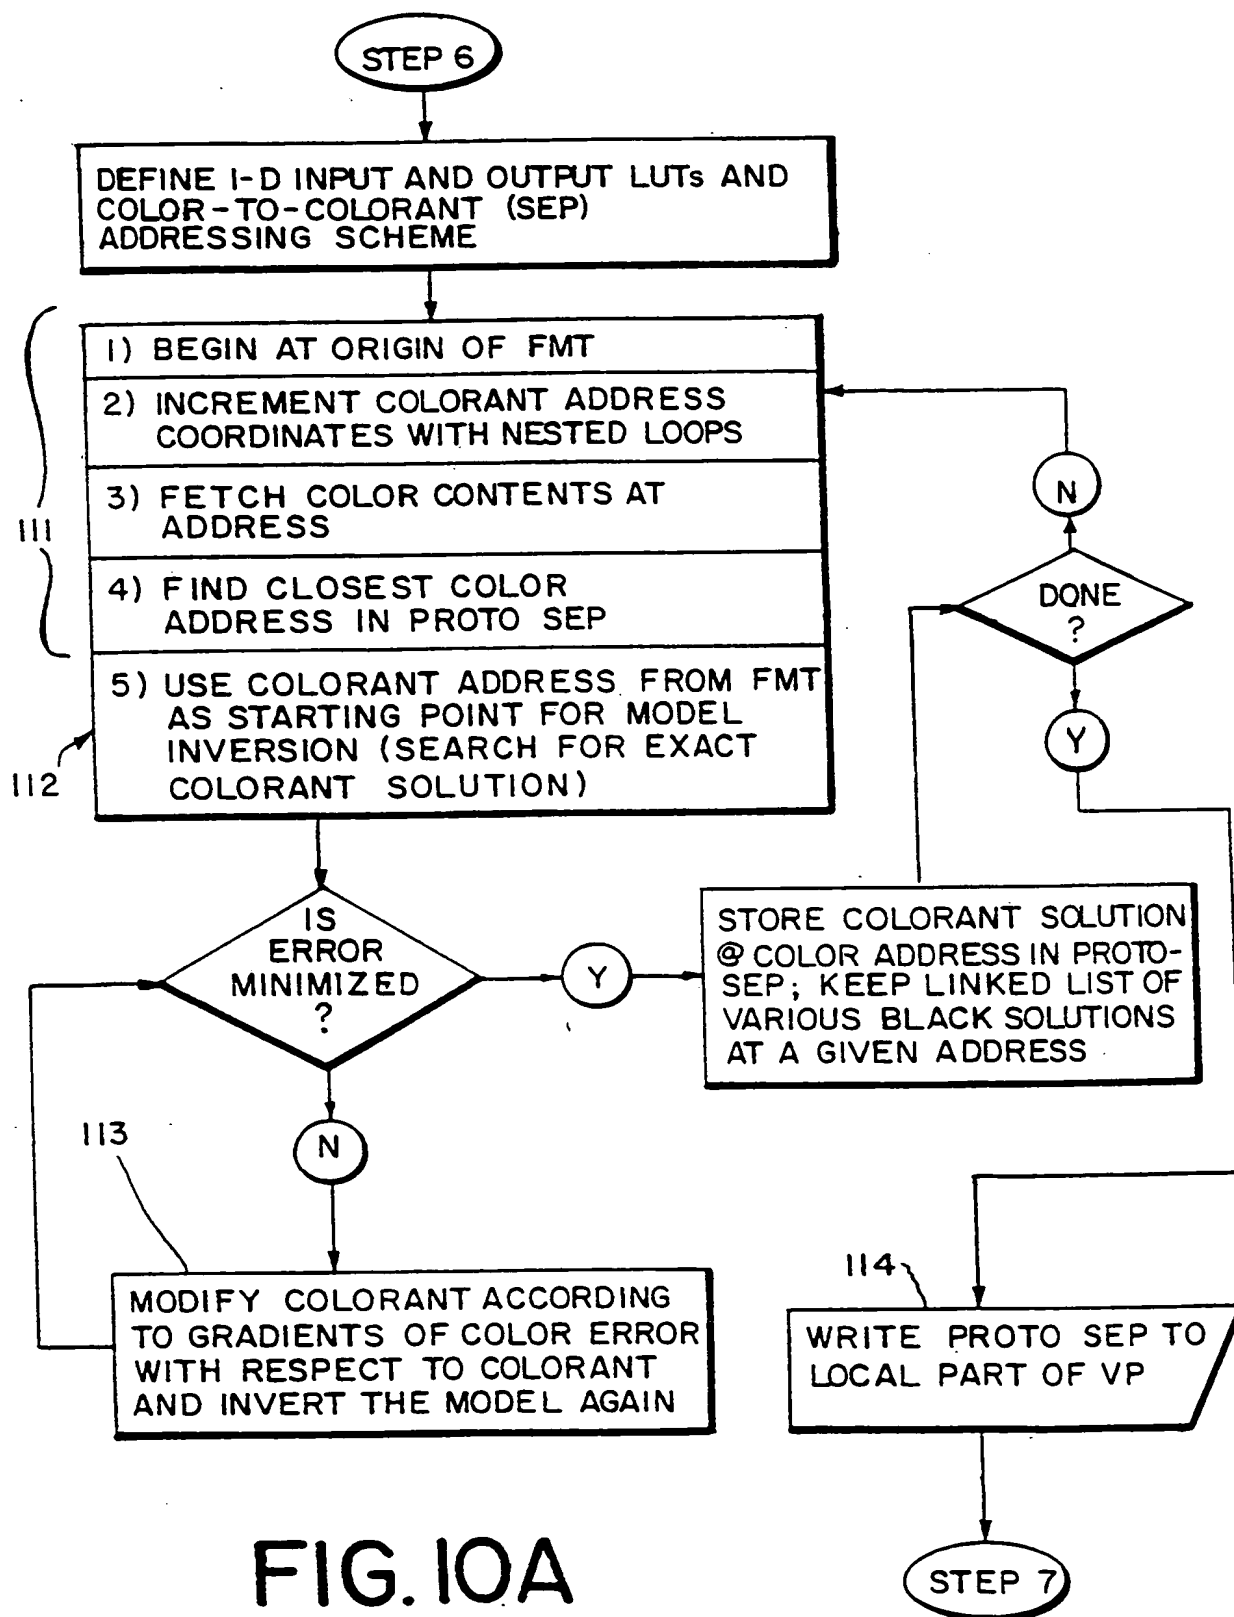 STEP 6
DEFINE 1-D INPUT AND OUTPUT LUTs AND
COLOR-TO-COLORANT (SEP)
ADDRESSING SCHEME
1) BEGIN AT ORIGIN OF FMT
2) INCREMENT COLORANT ADDRESS
COORDINATES WITH NESTED LOOPS
3) FETCH COLOR CONTENTS AT
ADDRESS
4) FIND CLOSEST COLOR
ADDRESS IN PROTO SEP
5) USE COLORANT ADDRESS FROM FMT
AS STARTING POINT FOR MODEL
INVERSION (SEARCH FOR EXACT
COLORANT SOLUTION)
111
112
N
DONE
?
Y
IS
ERROR
MINIMIZED
?
Y
STORE COLORANT SOLUTION
@ COLOR ADDRESS IN PROTO-
SEP; KEEP LINKED LIST OF
VARIOUS BLACK SOLUTIONS
AT A GIVEN ADDRESS
N
113
MODIFY COLORANT ACCORDING
TO GRADIENTS OF COLOR ERROR
WITH RESPECT TO COLORANT
AND INVERT THE MODEL AGAIN
114
WRITE PROTO SEP TO
LOCAL PART OF VP
STEP 7
FIG. 10A